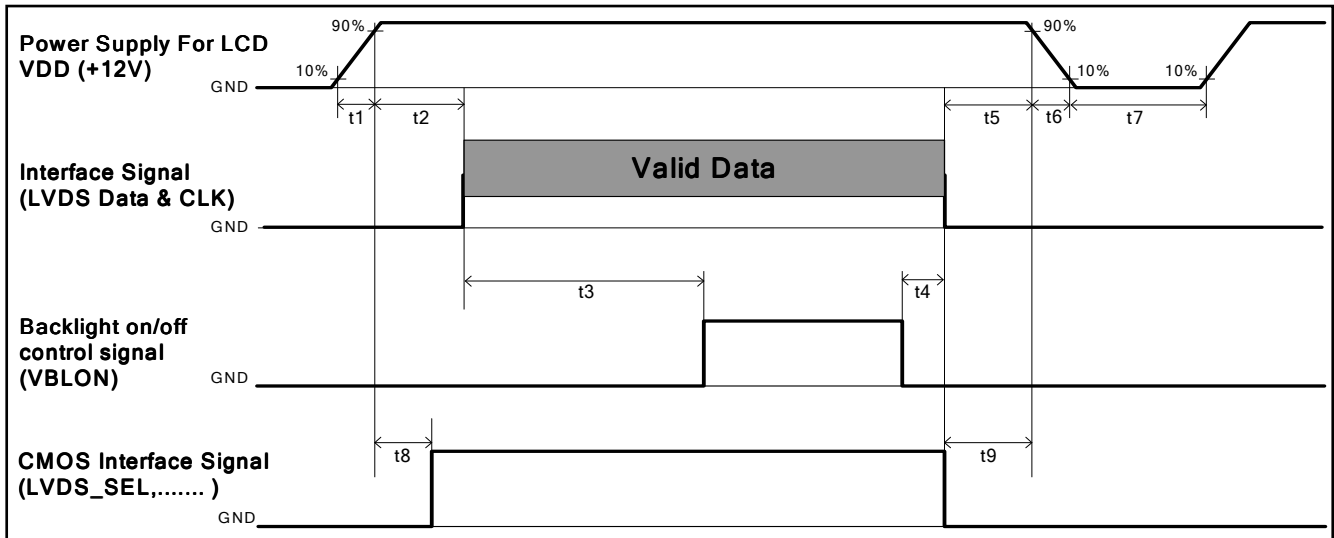 Power Supply For LCD
VDD (+12V)
90%
90%
10%
10%
10%
GND
t1
t2
t5
t6
t7
Interface Signal
(LVDS Data & CLK)
Valid Data
GND
t3
t4
Backlight on/off
control signal
(VBLON)
GND
t8
t9
CMOS Interface Signal
(LVDS_SEL,....... )
GND